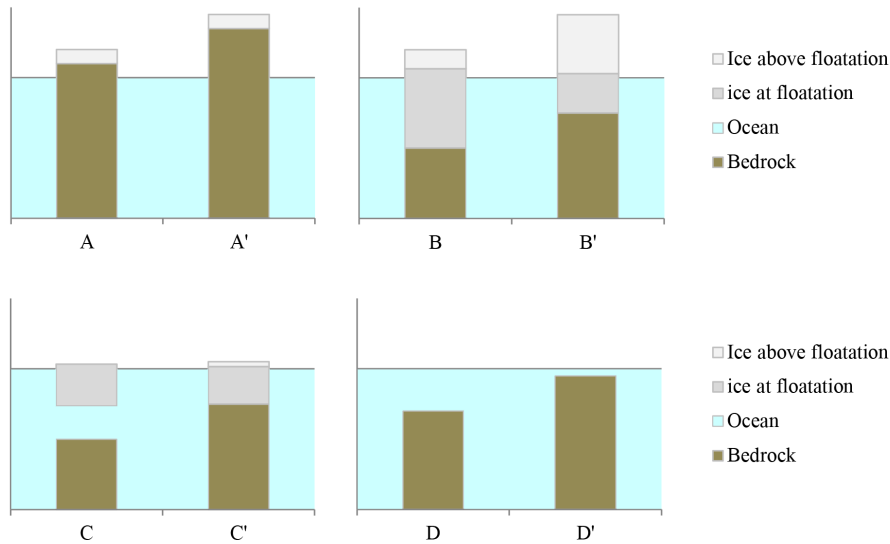 Ice above floatation
ice at floatation
Ocean
Bedrock
A A' B B'
Ice above floatation
ice at floatation
Ocean
Bedrock
C C' D D'